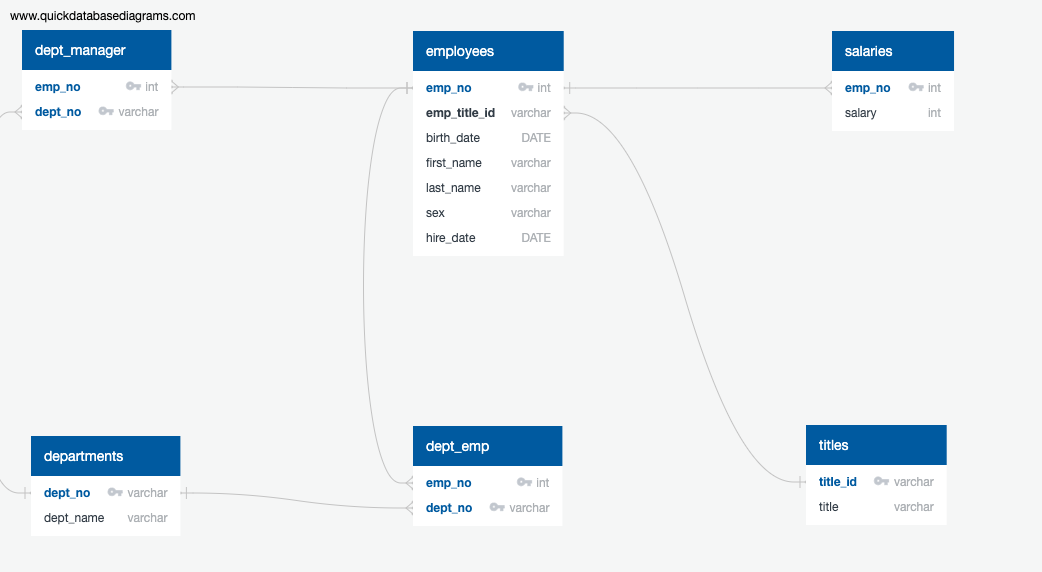 www.quickdatabasediagrams.com
dept_manager
emp_no int
dept_no varchar
employees
emp_no int
emp_title_id varchar
birth_date DATE
first_name varchar
last_name varchar
sex varchar
hire_date DATE
salaries
emp_no int
salary int
departments
dept_no varchar
dept_name varchar
dept_emp
emp_no int
dept_no varchar
titles
title_id varchar
title varchar